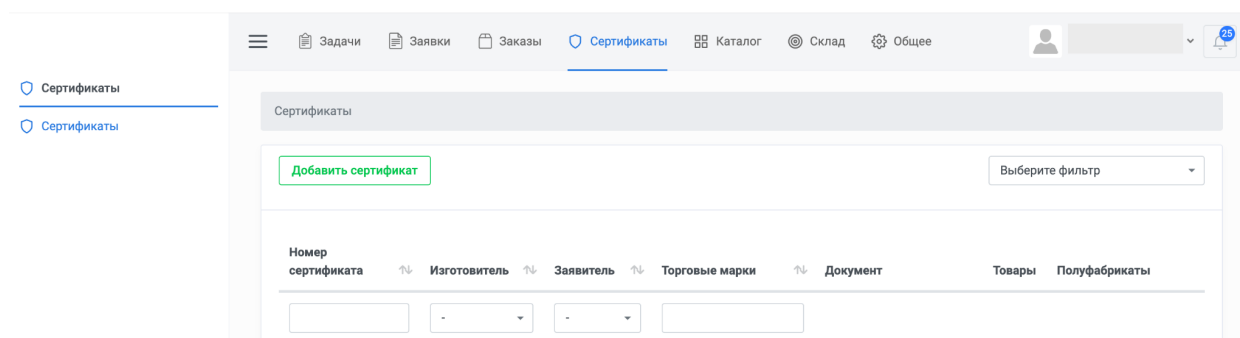 Задачи Заявки Заказы Сертификаты Каталог Склад Общее 25
Сертификаты
Сертификаты
Сертификаты
Добавить сертификат Выберите фильтр
Номер
сертификата Изготовитель Заявитель Торговые марки Документ Товары Полуфабрикаты
- -